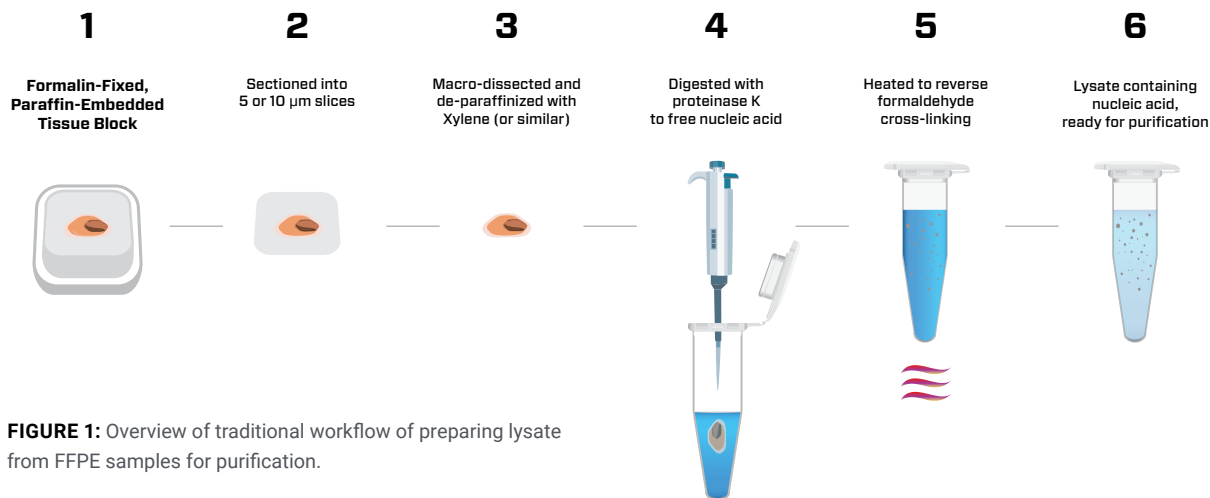 1
Formalin-Fixed,
Paraffin-Embedded
Tissue Block
2
Sectioned into
5 or 10 μm slices
3
Macro-dissected and
de-paraffinized with
Xylene (or similar)
4
Digested with
proteinase K
to free nucleic acid
5
Heated to reverse
formaldehyde
cross-linking
6
Lysate containing
nucleic acid,
ready for purification
FIGURE 1: Overview of traditional workflow of preparing lysate
from FFPE samples for purification.